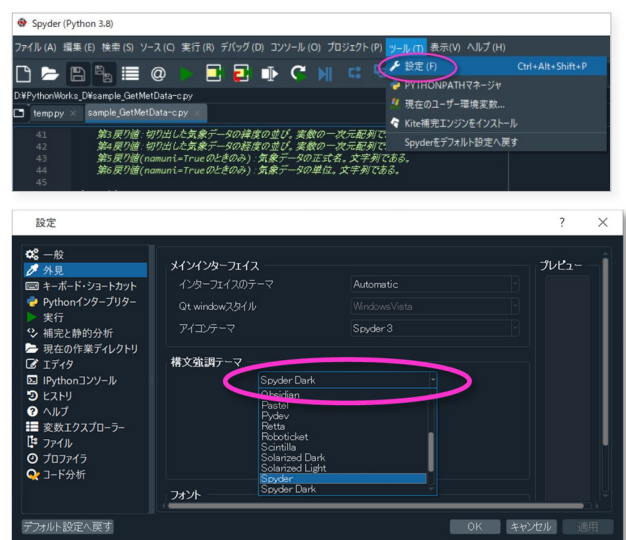 Spyder (Python 3.8)
ファイル (A) 編集 (E) 検索 (S) ソース (C) 実行 (R) デバッグ (D) コンソール (O) プロジェクト (P) ツール (T) 表示(V) ヘルプ (H)
設定 (F) Ctrl+Alt+Shift+P
PYTHONPATHマネージャ
現在のユーザー環境変数...
Kite補完エンジンをインストール
Spyderをデフォルト設定へ戻す
D:¥PythonWorks_D¥sample_GetMetData-c.py
temp.py × sample_GetMetData-c.py ×
41 第3戻り値:切り出した気象データの緯度の並び。実数の一次元配列で
42 第4戻り値:切り出した気象データの経度の並び。実数の一次元配列で
43 第5戻り値(namuni=Trueのときのみ):気象データの正式名。文字列である。
44 第6戻り値(namuni=Trueのときのみ):気象データの単位。文字列である。
45
設定 ? ×
一般
外見
キーボード・ショートカット
Pythonインタープリター
実行
補完と静的分析
現在の作業ディレクトリ
エディタ
IPythonコンソール
ヒストリ
ヘルプ
変数エクスプローラー
ファイル
プロファイラ
コード分析
メインインターフェイス
インターフェイスのテーマ Automatic
Qt windowスタイル WindowsVista
アイコンテーマ Spyder 3
構文強調テーマ
Spyder Dark
Obsidian
Pastel
Pydev
Retta
Roboticket
Scintilla
Solarized Dark
Solarized Light
Spyder
Spyder Dark
フォント
プレビュー
デフォルト設定へ戻す OK キャンセル 適用